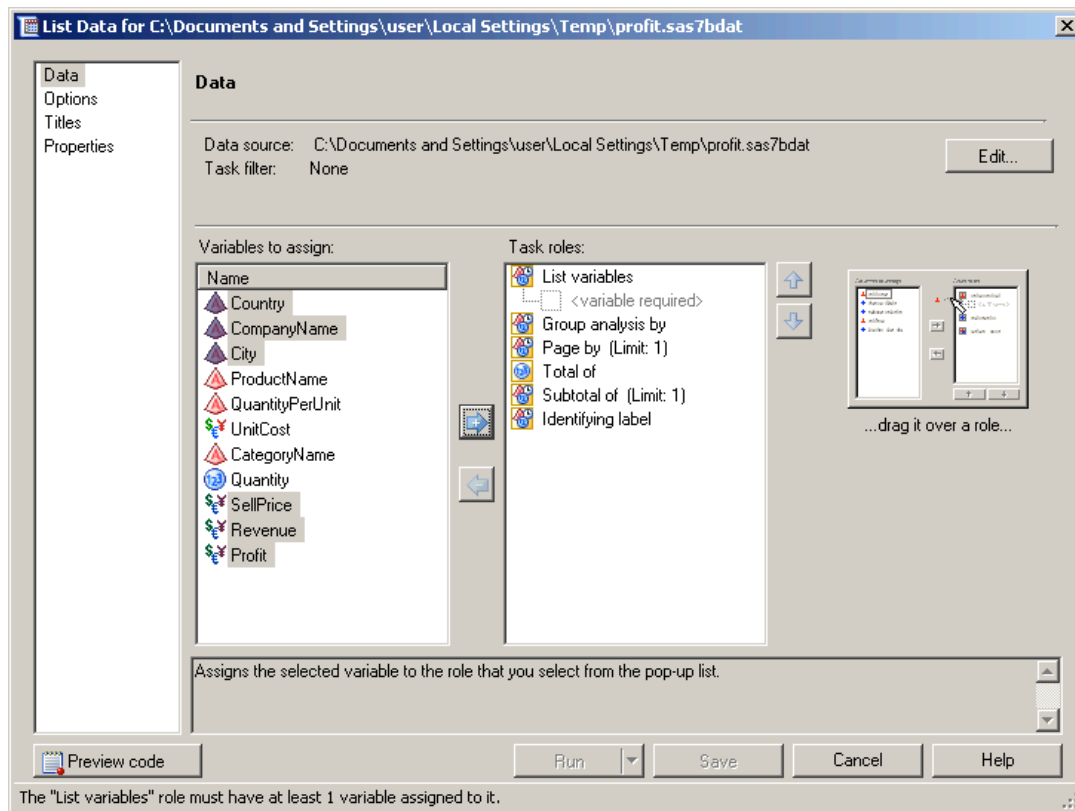 List Data for C:\Documents and Settings\user\Local Settings\Temp\profit.sas7bdat
Data
Options
Titles
Properties
Data
Data source: C:\Documents and Settings\user\Local Settings\Temp\profit.sas7bdat
Task filter: None
Edit...
Variables to assign:
Name
Country
CompanyName
City
ProductName
QuantityPerUnit
UnitCost
CategoryName
Quantity
SellPrice
Revenue
Profit
Task roles:
List variables
<variable required>
Group analysis by
Page by (Limit: 1)
Total of
Subtotal of (Limit: 1)
Identifying label
...drag it over a role...
Assigns the selected variable to the role that you select from the pop-up list.
Preview code
Run
Save
Cancel
Help
The "List variables" role must have at least 1 variable assigned to it.